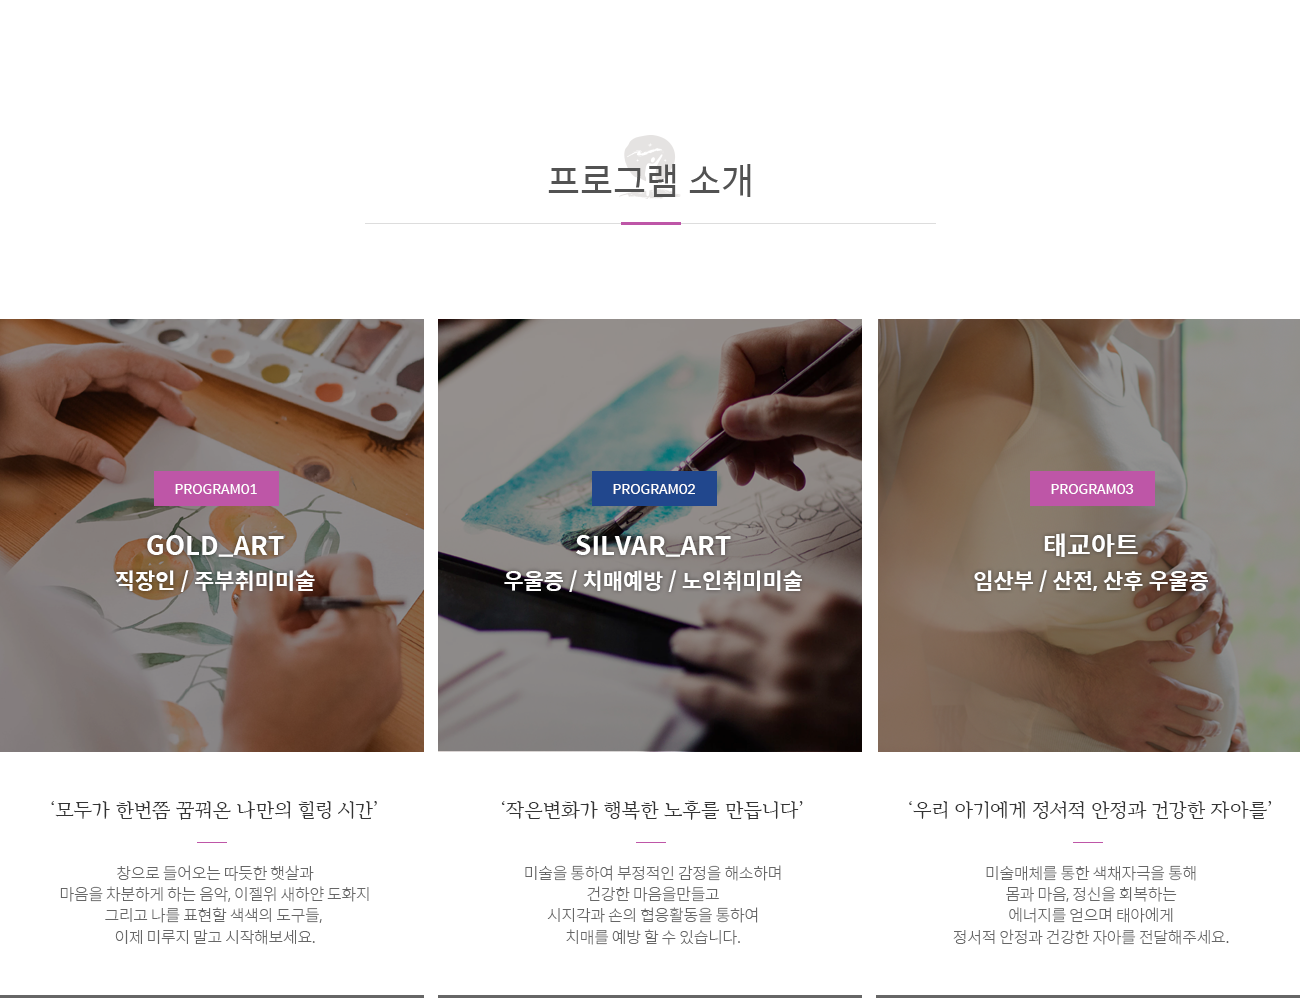 프로그램 소개
PROGRAM01
GOLD_ART
직장인 / 주부취미미술
‘모두가 한번쯤 꿈꿔온 나만의 힐링 시간’
창으로 들어오는 따듯한 햇살과
마음을 차분하게 하는 음악, 이젤위 새하얀 도화지
그리고 나를 표현할 색색의 도구들,
이제 미루지 말고 시작해보세요.
PROGRAM02
SILVAR_ART
우울증 / 치매예방 / 노인취미미술
‘작은변화가 행복한 노후를 만듭니다’
미술을 통하여 부정적인 감정을 해소하며
건강한 마음을만들고
시지각과 손의 협응활동을 통하여
치매를 예방 할 수 있습니다.
PROGRAM03
태교아트
임산부 / 산전, 산후 우울증
‘우리 아기에게 정서적 안정과 건강한 자아를’
미술매체를 통한 색채자극을 통해
몸과 마음, 정신을 회복하는
에너지를 얻으며 태아에게
정서적 안정과 건강한 자아를 전달해주세요.